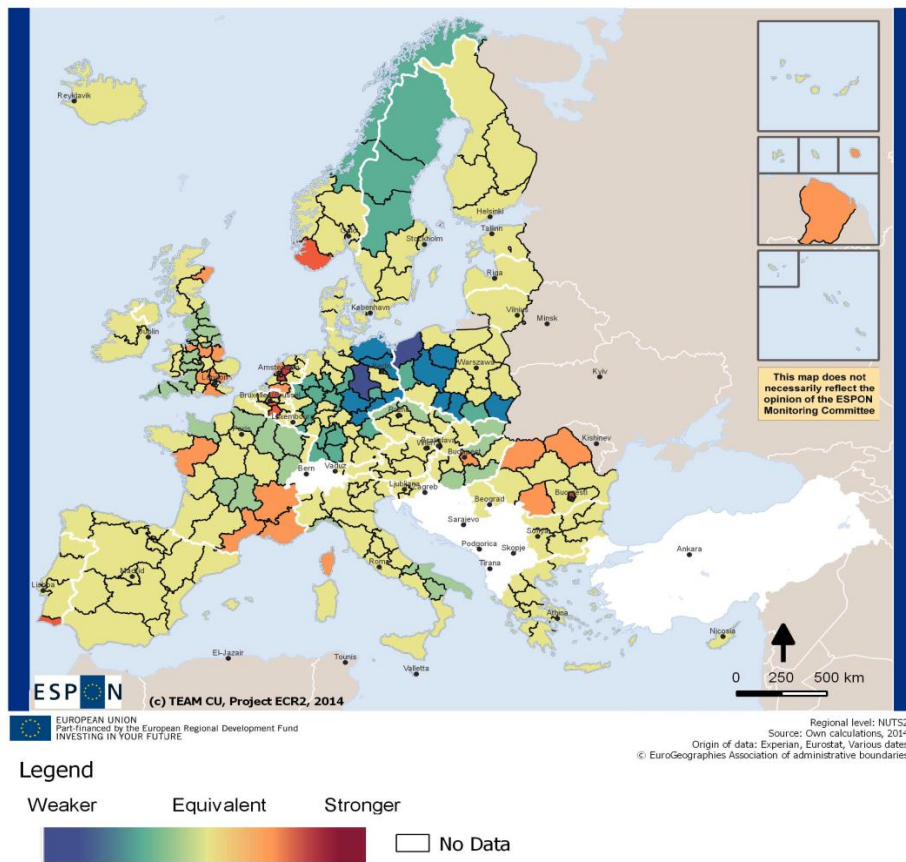 Reykjavik
Helsinki
Tallinn
Oslo
Stockholm
Riga
København
Vilnius
Minsk
Dublin
Warszawa
Kyiv
London
This map does not
necessarily reflect the
opinion of the ESPON
Monitoring Committee
Paris
Kishinev
Bern
Vaduz
Bratislava
Budapest
Ljubljana
Zagreb
Beograd
Bucuresti
Sarajevo
Podgorica
Skopje
Tirana
Roma
Ankara
Madrid
Lisboa
Athina
Nicosia
El-Jazair
Tounis
Valletta
0 250 500 km
ESPON
(c) TEAM CU, Project ECR2, 2014
EUROPEAN UNION
Part-financed by the European Regional Development Fund
INVESTING IN YOUR FUTURE
Regional level: NUTS2
Source: Own calculations, 2014
Origin of data: Experian, Eurostat, Various dates
© EuroGeographies Association of administrative boundaries
Legend
Weaker Equivalent Stronger
No Data